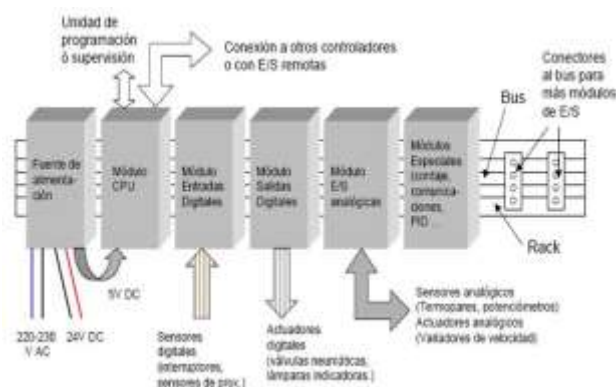 Unidad de
programación
ó supervisión
Conexión a otros controladores
o con E/S remotas
Conectores
al bus para
más módulos
de E/S
Bus
Fuente de
alimenta-
ción
Módulo
CPU
Módulo
Entradas
Digitales
Módulo
Salidas
Digitales
Módulo
E/S
analógicas
Módulos
Especiales
(contaje,
comunica-
ciones,
PID ...
Rack
5V DC
220-230
V AC
24V DC
Sensores
digitales
(interruptores,
sensores de prox.)
Actuadores
digitales
(válvulas neumáticas,
lámparas indicadoras.)
Sensores analógicos
(Termopares, potenciómetros)
Actuadores analógicos
(Variadores de velocidad)